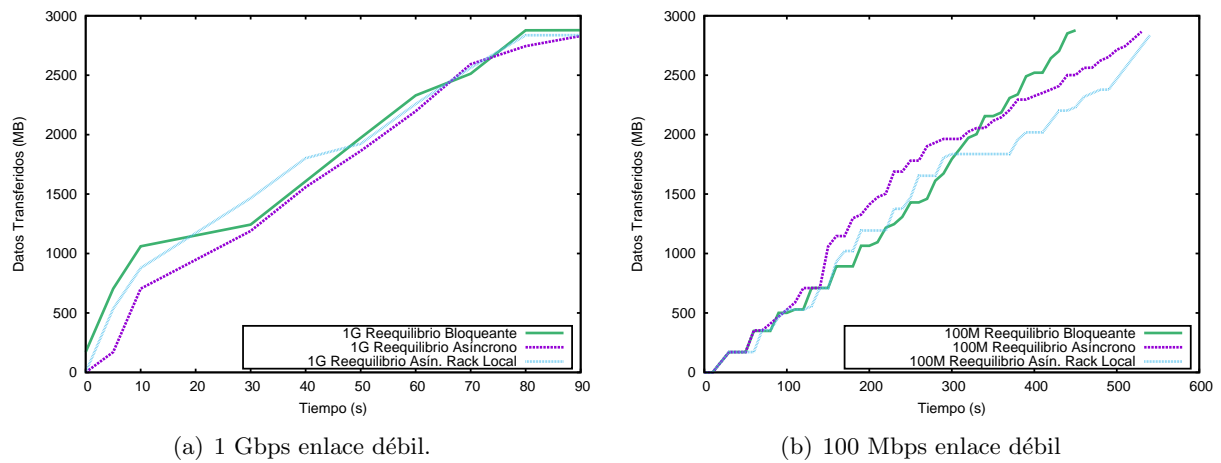 3000
2500
2000
1500
1000
500
0
Datos Transferidos (MB)
1G Reequilibrio Bloqueante
1G Reequilibrio Asíncrono
1G Reequilibrio Asín. Rack Local
0 10 20 30 40 50 60 70 80 90
Tiempo (s)
(a) 1 Gbps enlace débil.
3000
2500
2000
1500
1000
500
0
Datos Transferidos (MB)
100M Reequilibrio Bloqueante
100M Reequilibrio Asíncrono
100M Reequilibrio Asín. Rack Local
0 100 200 300 400 500 600
Tiempo (s)
(b) 100 Mbps enlace débil